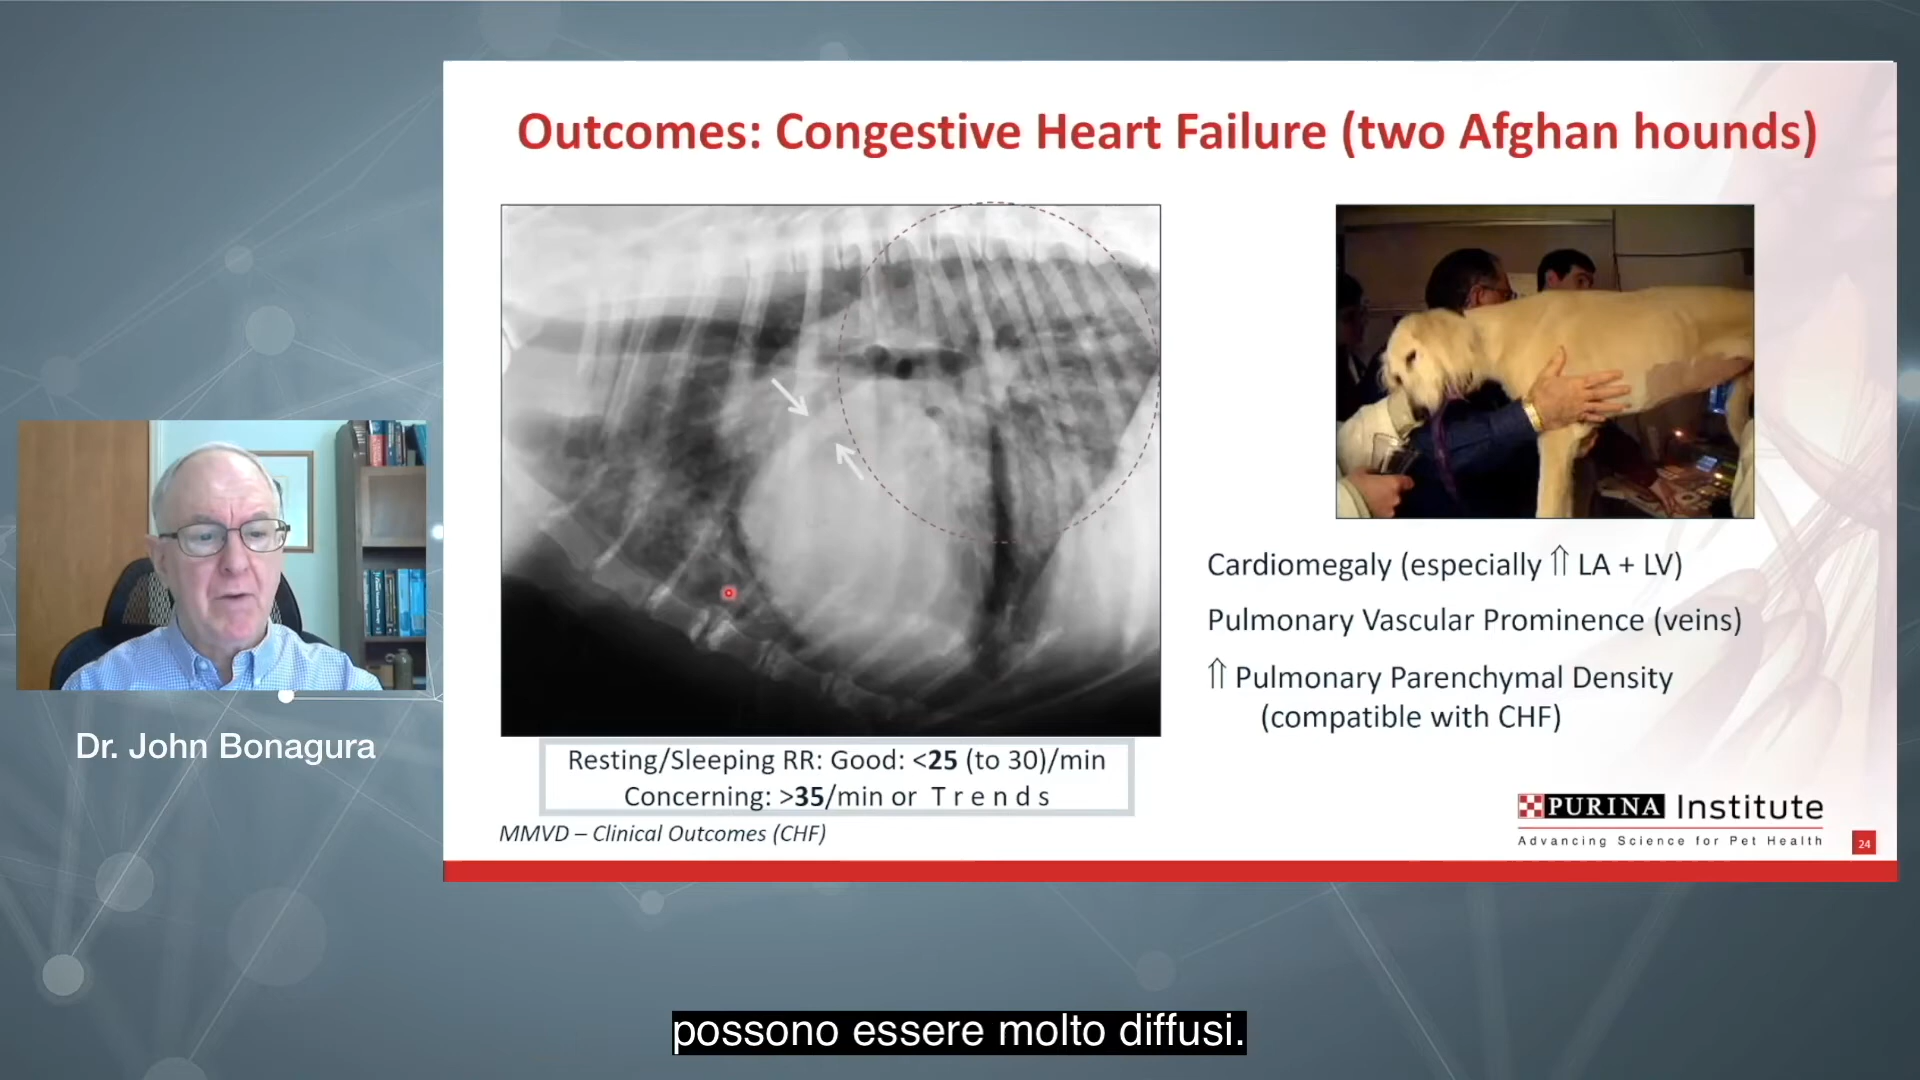 Outcomes: Congestive Heart Failure (two Afghan hounds)
Cardiomegaly (especially ⇑ LA + LV)
Pulmonary Vascular Prominence (veins)
⇑ Pulmonary Parenchymal Density
(compatible with CHF)
Resting/Sleeping RR: Good: <25 (to 30)/min
Concerning: >35/min or T r e n d s
MMVD – Clinical Outcomes (CHF)
PURINA Institute
Advancing Science for Pet Health
24
Dr. John Bonagura
possono essere molto diffusi.